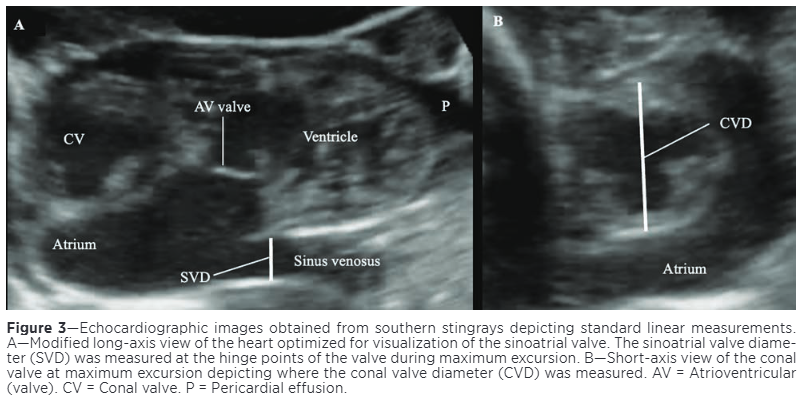 A
B
AV valve
P
CV
Ventricle
CVD
Atrium
Sinus venosus
SVD
Atrium
Figure 3—Echocardiographic images obtained from southern stingrays depicting standard linear measurements.
A—Modified long-axis view of the heart optimized for visualization of the sinoatrial valve. The sinoatrial valve diame-
ter (SVD) was measured at the hinge points of the valve during maximum excursion. B—Short-axis view of the conal
valve at maximum excursion depicting where the conal valve diameter (CVD) was measured. AV = Atrioventricular
(valve). CV = Conal valve. P = Pericardial effusion.